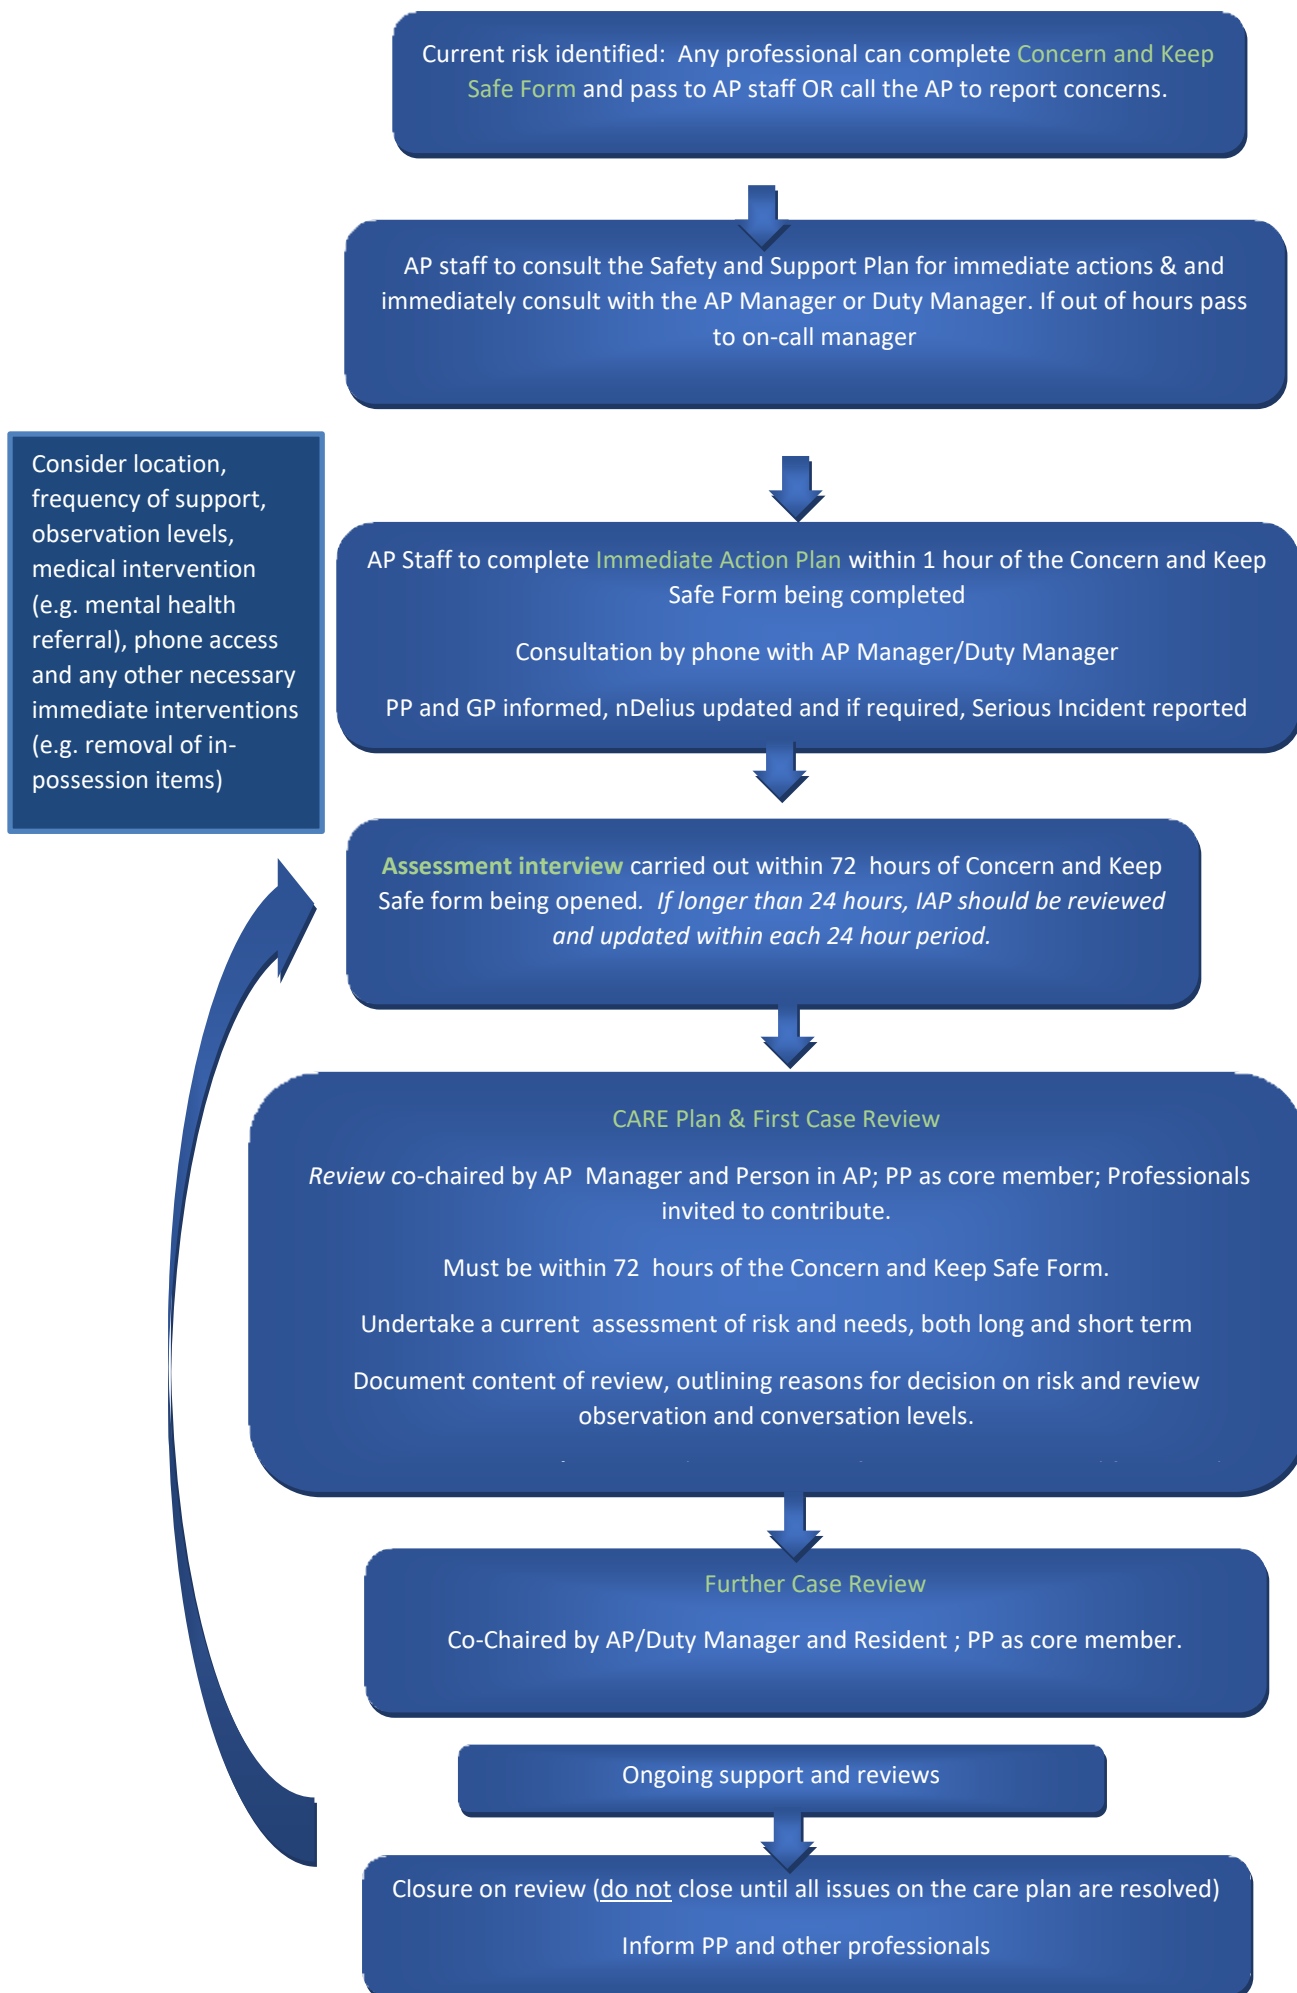 Current risk identified:  Any professional can complete Concern and Keep
Safe Form and pass to AP staff OR call the AP to report concerns.
AP staff to consult the Safety and Support Plan for immediate actions & and
immediately consult with the AP Manager or Duty Manager. If out of hours pass
to on-call manager
Consider location,
frequency of support,
observation levels,
medical intervention
(e.g. mental health
referral), phone access
and any other necessary
immediate interventions
(e.g. removal of in-
possession items)
AP Staff to complete Immediate Action Plan within 1 hour of the Concern and Keep
Safe Form being completed
Consultation by phone with AP Manager/Duty Manager
PP and GP informed, nDelius updated and if required, Serious Incident reported
Assessment interview carried out within 72  hours of Concern and Keep
Safe form being opened.  If longer than 24 hours, IAP should be reviewed
and updated within each 24 hour period.
CARE Plan & First Case Review
Review co-chaired by AP  Manager and Person in AP; PP as core member; Professionals
invited to contribute.
Must be within 72  hours of the Concern and Keep Safe Form.
Undertake a current  assessment of risk and needs, both long and short term
Document content of review, outlining reasons for decision on risk and review
observation and conversation levels.
Further Case Review
Co-Chaired by AP/Duty Manager and Resident ; PP as core member.
Ongoing support and reviews
Closure on review (do not close until all issues on the care plan are resolved)
Inform PP and other professionals